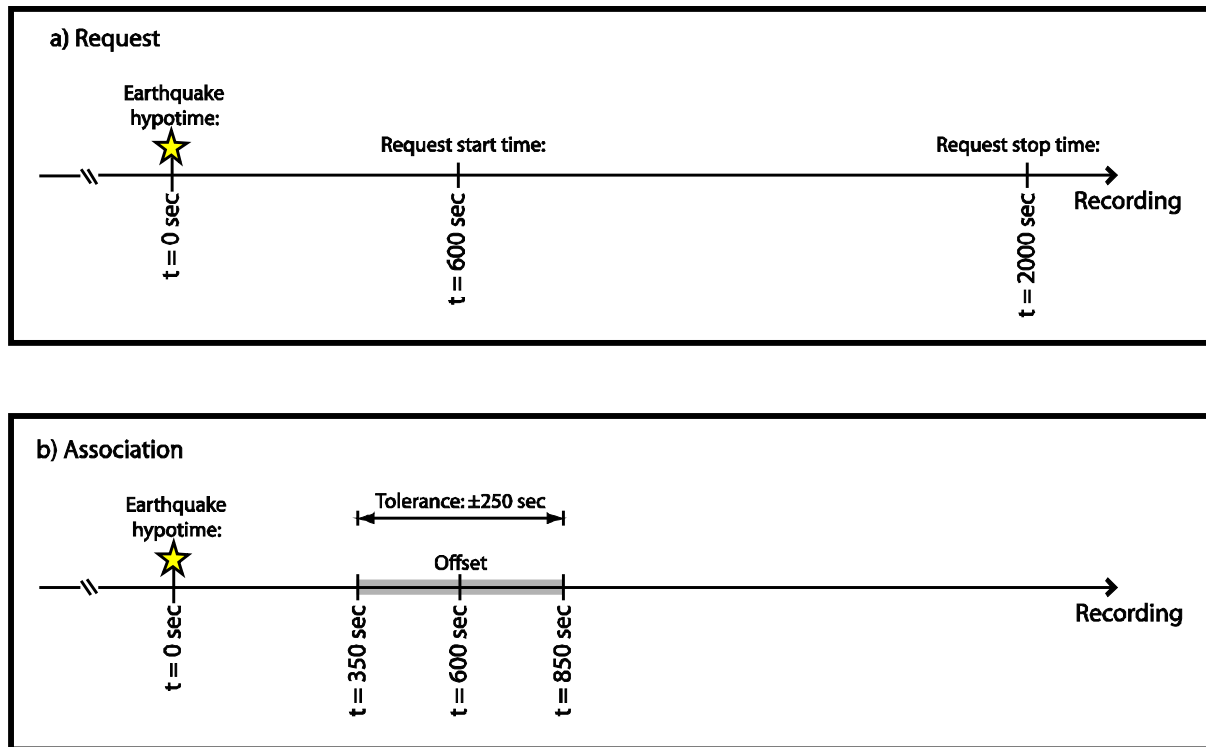 a) Request
Earthquake
hypotime:
Request start time:
Request stop time:
Recording
t = 0 sec
t = 600 sec
t = 2000 sec
b) Association
Earthquake
hypotime:
Tolerance: ±250 sec
Offset
Recording
t = 0 sec
t = 350 sec
t = 600 sec
t = 850 sec